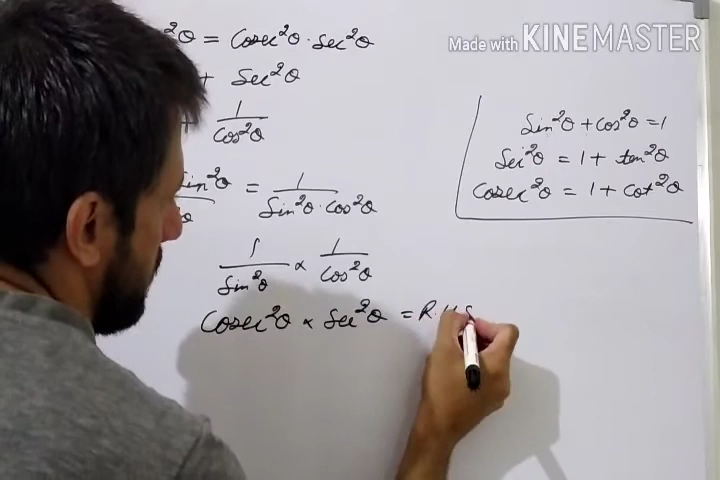 Made with KINEMASTER
²θ = Cosec²θ · Sec²θ
+ Sec²θ
1/Cos²θ
Sin²θ + Cos²θ = 1
Sec²θ = 1 + tan²θ
Cosec²θ = 1 + Cot²θ
Sin²θ = 1/Sin²θ · Cos²θ
1/Sin²θ × 1/Cos²θ
Cosec²θ × Sec²θ = R.H.S